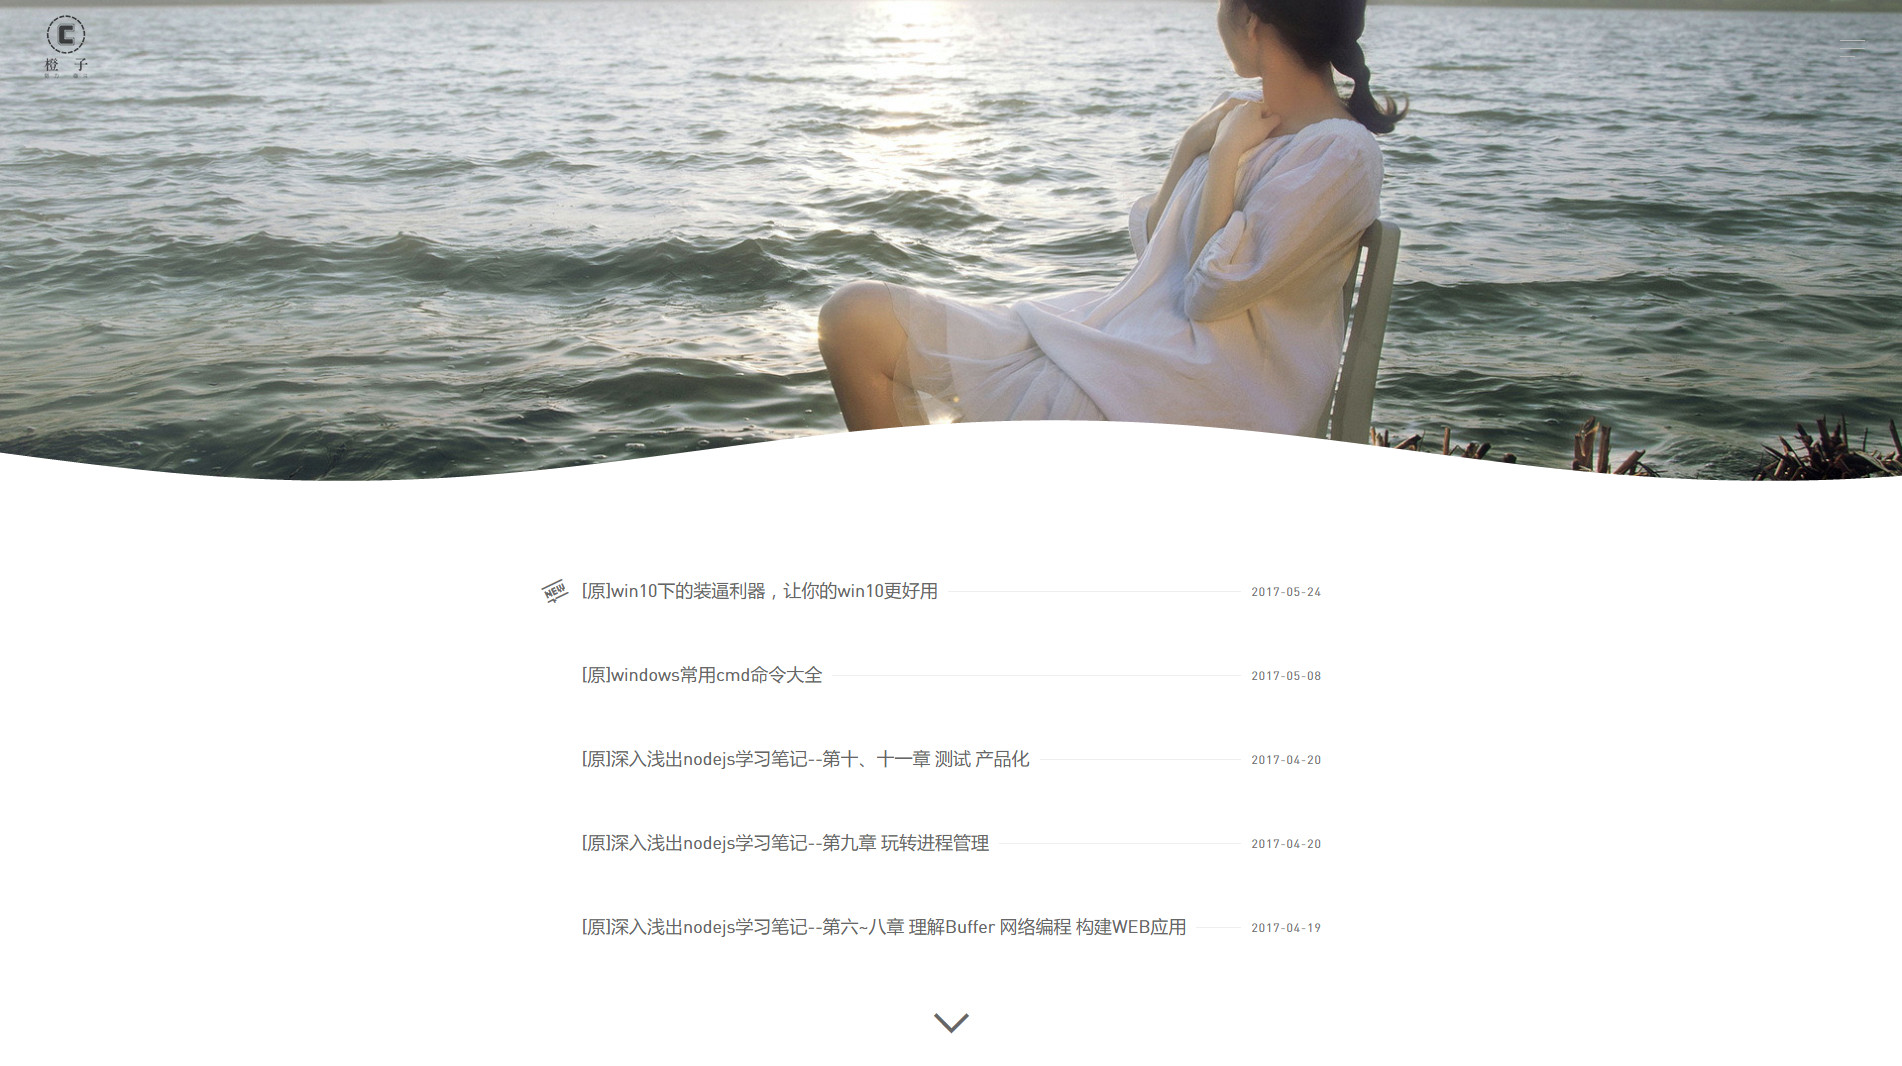 C
橙 子
NEW
[原]win10下的装逼利器，让你的win10更好用 2017-05-24
[原]windows常用cmd命令大全 2017-05-08
[原]深入浅出nodejs学习笔记--第十、十一章 测试 产品化 2017-04-20
[原]深入浅出nodejs学习笔记--第九章 玩转进程管理 2017-04-20
[原]深入浅出nodejs学习笔记--第六~八章 理解Buffer 网络编程 构建WEB应用 2017-04-19